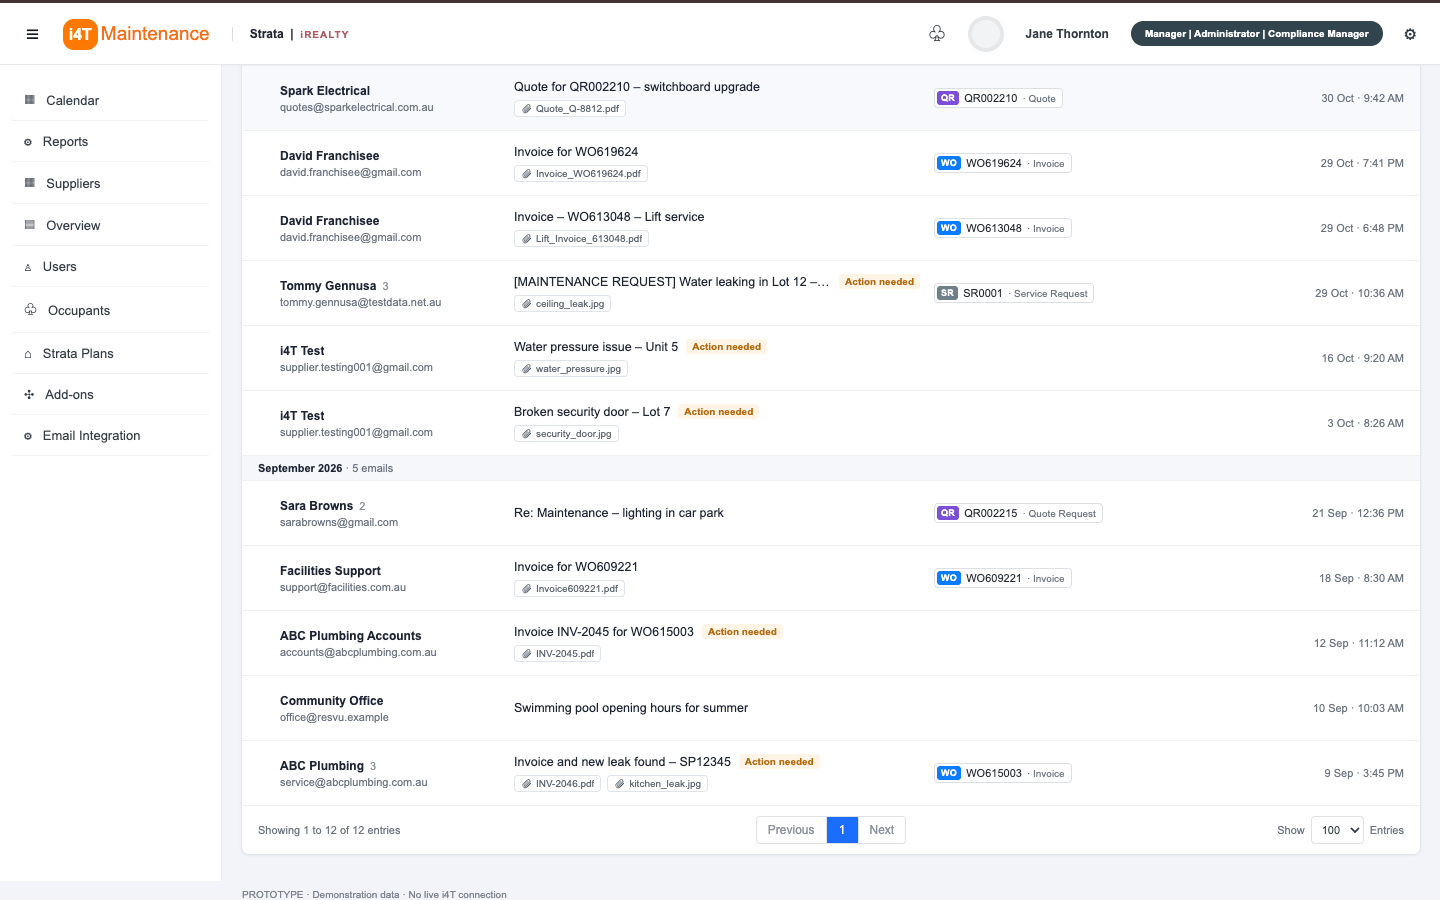 i4T Maintenance Strata | iREALTY Jane Thornton Manager | Administrator | Compliance Manager
Calendar
Reports
Suppliers
Overview
Users
Occupants
Strata Plans
Add-ons
Email Integration
Spark Electrical
quotes@sparkelectrical.com.au
Quote for QR002210 – switchboard upgrade
Quote_Q-8812.pdf
QR QR002210 · Quote
30 Oct · 9:42 AM
David Franchisee
david.franchisee@gmail.com
Invoice for WO619624
Invoice_WO619624.pdf
WO WO619624 · Invoice
29 Oct · 7:41 PM
David Franchisee
david.franchisee@gmail.com
Invoice – WO613048 – Lift service
Lift_Invoice_613048.pdf
WO WO613048 · Invoice
29 Oct · 6:48 PM
Tommy Gennusa 3
tommy.gennusa@testdata.net.au
[MAINTENANCE REQUEST] Water leaking in Lot 12 –... Action needed
ceiling_leak.jpg
SR SR0001 · Service Request
29 Oct · 10:36 AM
i4T Test
supplier.testing001@gmail.com
Water pressure issue – Unit 5 Action needed
water_pressure.jpg
16 Oct · 9:20 AM
i4T Test
supplier.testing001@gmail.com
Broken security door – Lot 7 Action needed
security_door.jpg
3 Oct · 8:26 AM
September 2026 · 5 emails
Sara Browns 2
sarabrowns@gmail.com
Re: Maintenance – lighting in car park
QR QR002215 · Quote Request
21 Sep · 12:36 PM
Facilities Support
support@facilities.com.au
Invoice for WO609221
Invoice609221.pdf
WO WO609221 · Invoice
18 Sep · 8:30 AM
ABC Plumbing Accounts
accounts@abcplumbing.com.au
Invoice INV-2045 for WO615003 Action needed
INV-2045.pdf
12 Sep · 11:12 AM
Community Office
office@resvu.example
Swimming pool opening hours for summer
10 Sep · 10:03 AM
ABC Plumbing 3
service@abcplumbing.com.au
Invoice and new leak found – SP12345 Action needed
INV-2046.pdf kitchen_leak.jpg
WO WO615003 · Invoice
9 Sep · 3:45 PM
Showing 1 to 12 of 12 entries Previous 1 Next Show 100 Entries
PROTOTYPE · Demonstration data · No live i4T connection